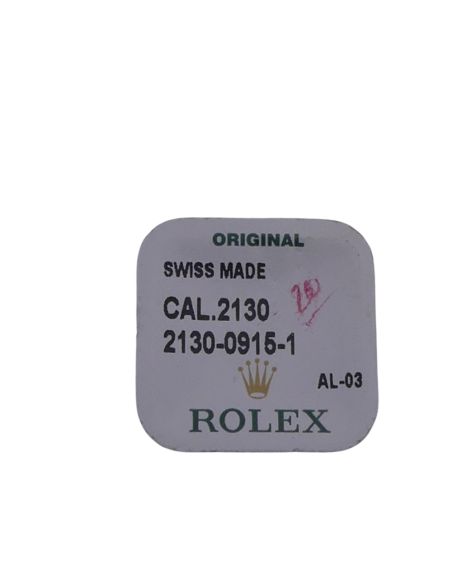 ORIGINAL
SWISS MADE
CAL.2130
2130-0915-1
AL-03
ROLEX